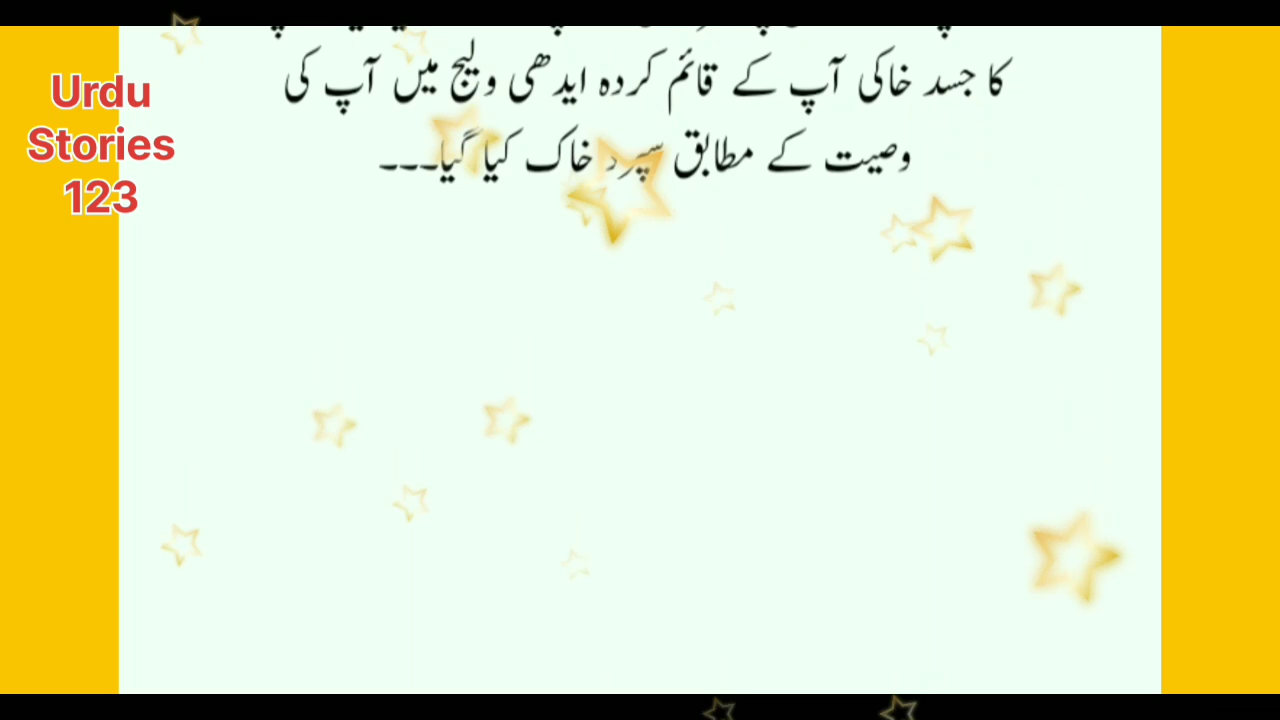 Urdu
Stories
123
کا جسد خاکی آپ کے قائم کردہ ایدھی ولیج میں آپ کی
وصیت کے مطابق سپرد خاک کیا گیا۔۔۔